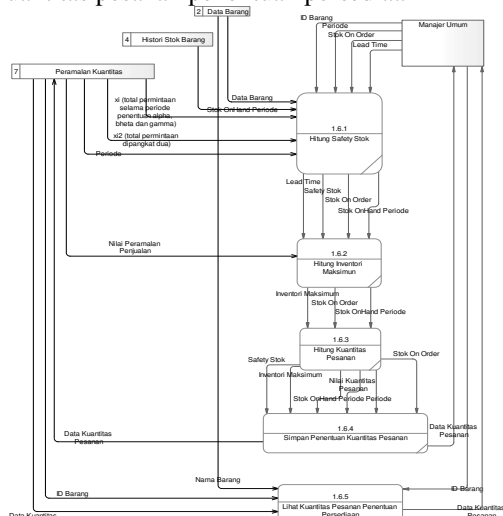 2 Data Barang
4 Histori Stok Barang
ID Barang
Periode
Stok On Order
Lead Time
Manajer Umum
7 Peramalan Kuantitas
xi (total permintaan
selama periode
penentuan alpha,
bheta dan gamma)
xi2 (total permintaan
dipangkat dua)
Periode
Data Barang
Stok OnHand Periode
1.6.1
Hitung Safety Stok
Lead Time
Safety Stok
Stok On Order
Stok OnHand Periode
Nilai Peramalan
Penjualan
1.6.2
Hitung Inventori
Maksimun
Inventori Maksimum
Stok On Order
Stok OnHand Periode
1.6.3
Hitung Kuantitas
Pesanan
Safety Stok
Inventori Maksimum
Nilai Kuantitas
Pesanan
Stok OnHand Periode
Periode
Stok On Order
1.6.4
Simpan Penentuan Kuantitas Pesanan
Data Kuantitas
Pesanan
Data Kuantitas
Pesanan
Nama Barang
ID Barang
1.6.5
Lihat Kuantitas Pesanan Penentuan
Persediaan
ID Barang
Data Kuantitas
Pesanan
Data Kuantitas